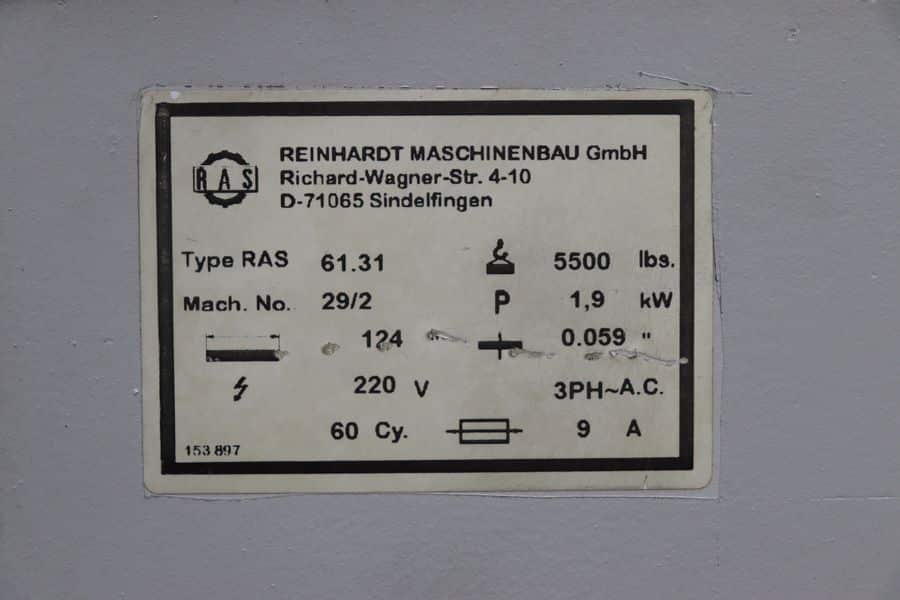 RAS
REINHARDT MASCHINENBAU GmbH
Richard-Wagner-Str. 4-10
D-71065 Sindelfingen
Type RAS 61.31 5500 lbs.
Mach. No. 29/2 P 1,9 kW
124 0.059 "
220 V 3PH~A.C.
60 Cy. 9 A
153 897